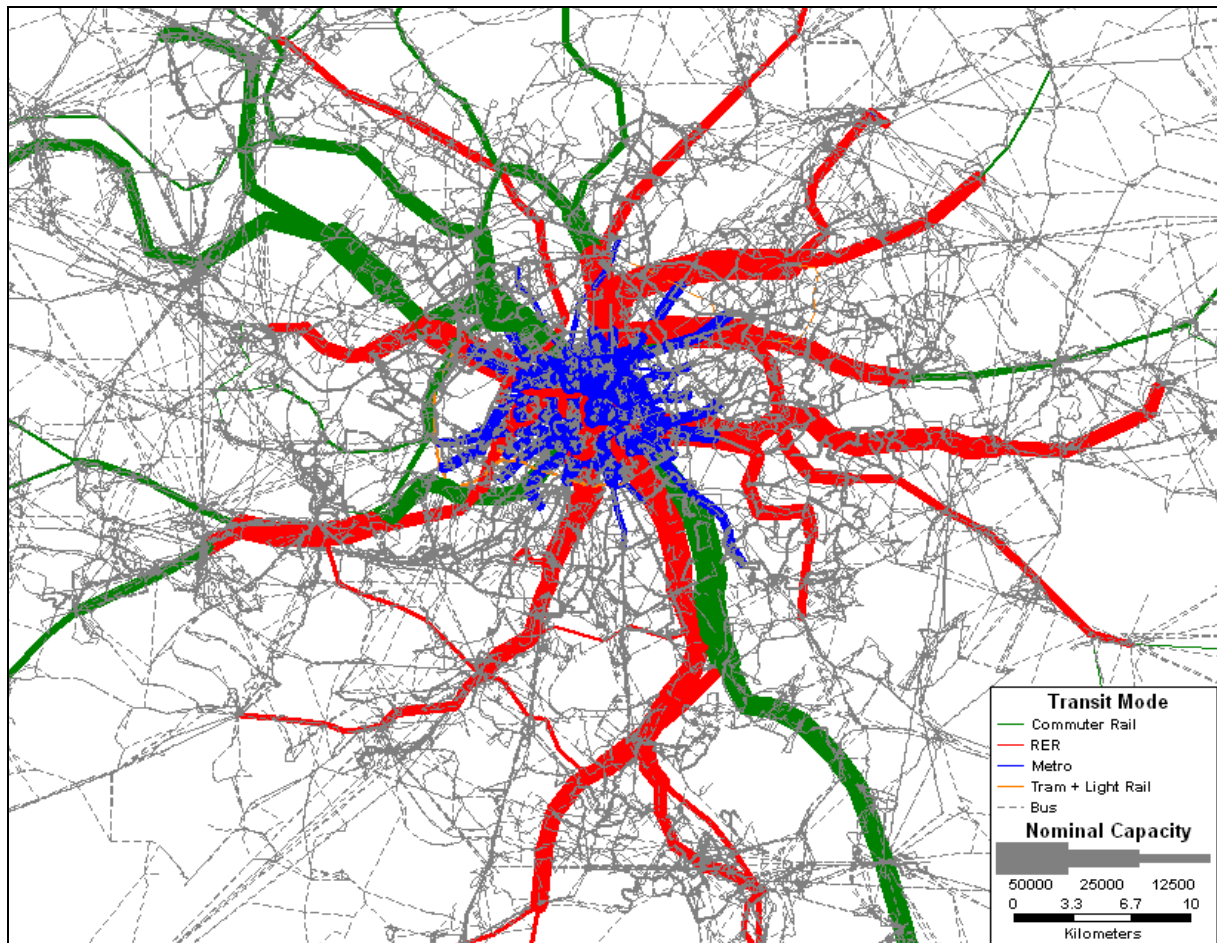 Transit Mode
Commuter Rail
RER
Metro
Tram + Light Rail
Bus
Nominal Capacity
50000 25000 12500
0 3.3 6.7 10
Kilometers